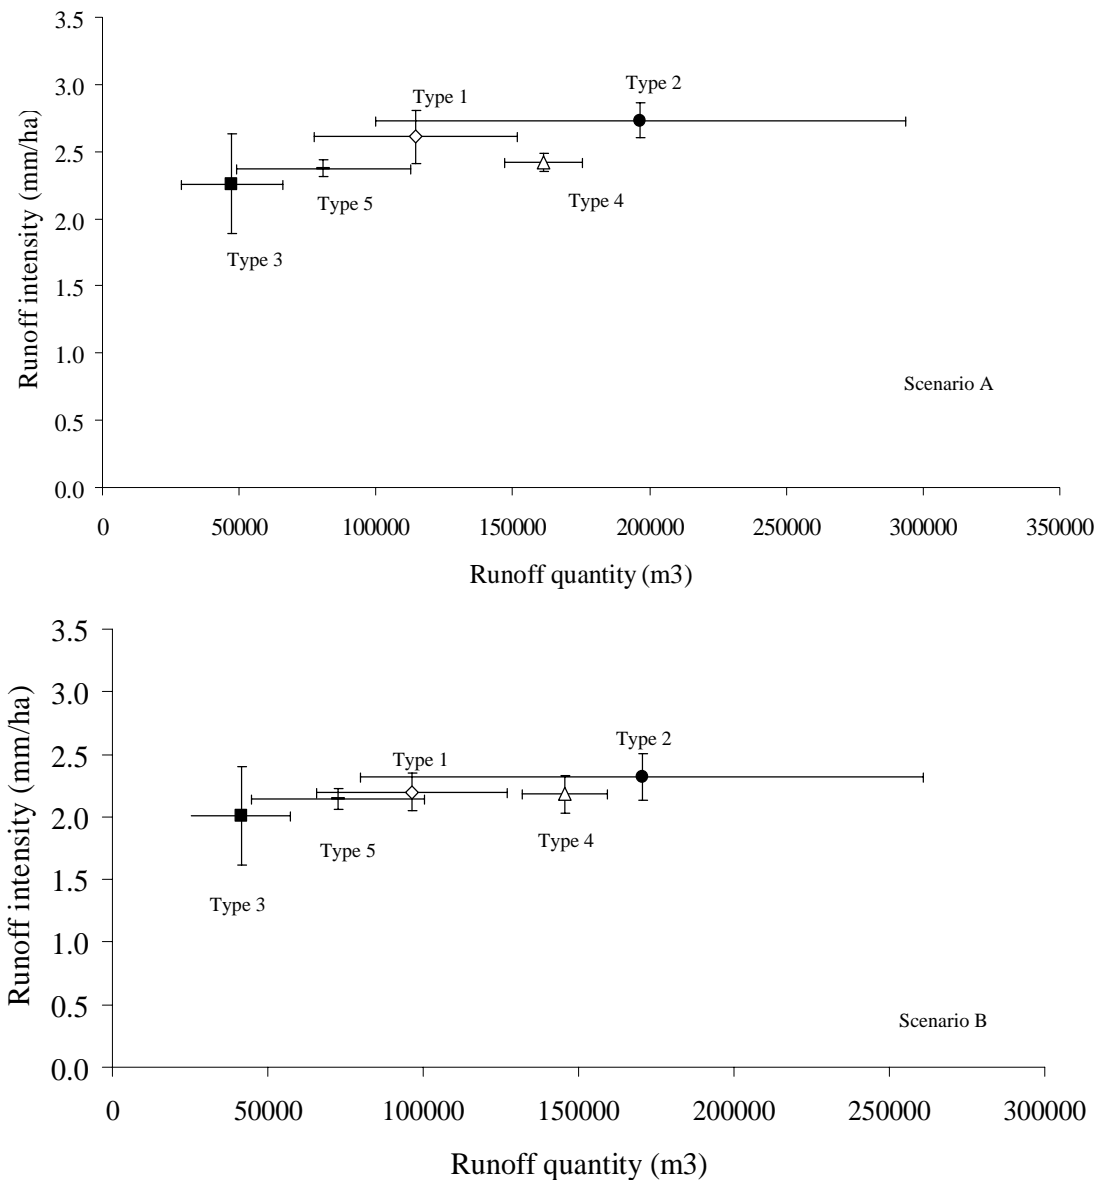 3.5
3.0
2.5
2.0
1.5
1.0
0.5
0.0
Runoff intensity (mm/ha)
Type 1
Type 2
Type 5
Type 4
Type 3
Scenario A
0 50000 100000 150000 200000 250000 300000 350000
Runoff quantity (m3)
3.5
3.0
2.5
2.0
1.5
1.0
0.5
0.0
Runoff intensity (mm/ha)
Type 2
Type 1
Type 4
Type 5
Type 3
Scenario B
0 50000 100000 150000 200000 250000 300000
Runoff quantity (m3)